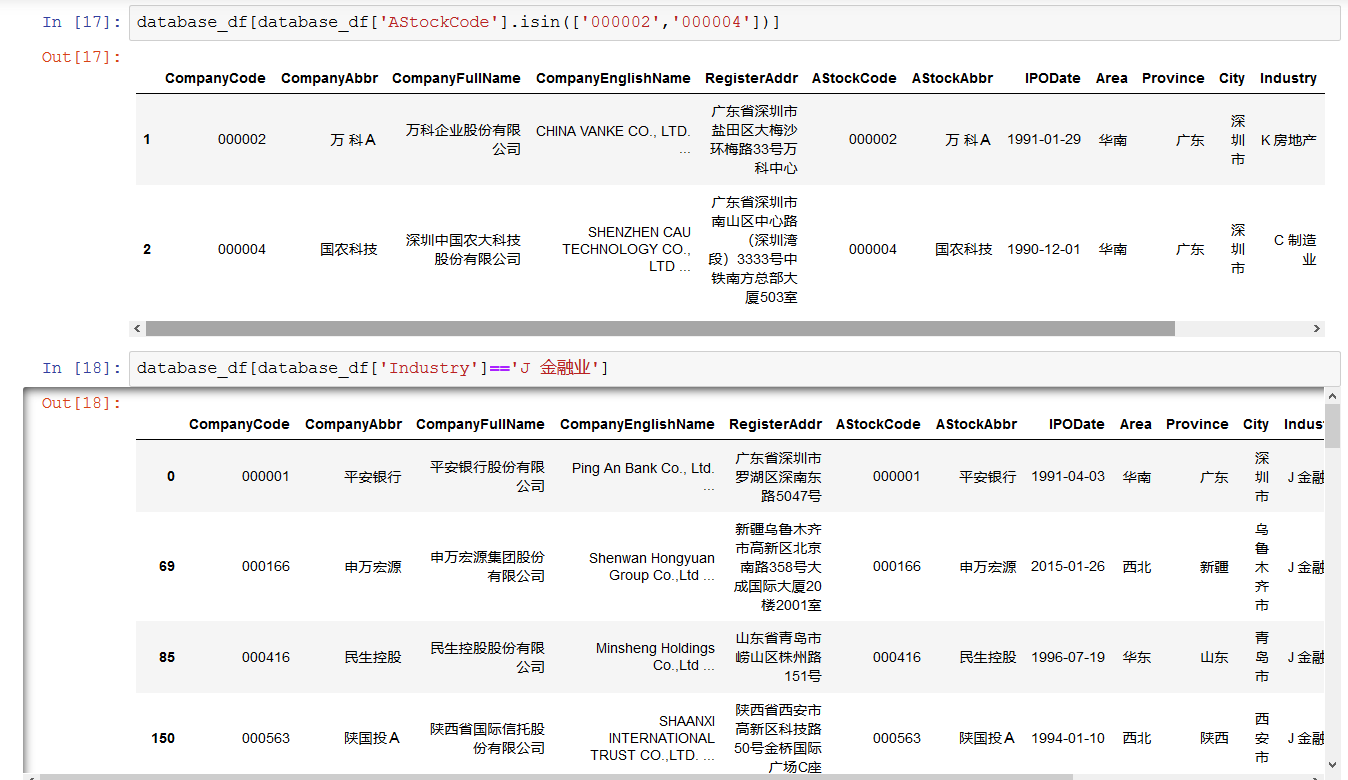 In [17]: database_df[database_df['AStockCode'].isin(['000002','000004'])]
Out[17]:
CompanyCode CompanyAbbr CompanyFullName CompanyEnglishName RegisterAddr AStockCode AStockAbbr IPODate Area Province City Industry
1 000002 万 科A 万科企业股份有限
公司 CHINA VANKE CO., LTD.
... 广东省深圳市
盐田区大梅沙
环梅路33号万
科中心 000002 万 科A 1991-01-29 华南 广东 深
圳
市 K 房地产
2 000004 国农科技 深圳中国农大科技
股份有限公司 SHENZHEN CAU
TECHNOLOGY CO.,
LTD ... 广东省深圳市
南山区中心路
（深圳湾
段）3333号中
铁南方总部大
厦503室 000004 国农科技 1990-12-01 华南 广东 深
圳
市 C 制造
业
In [18]: database_df[database_df['Industry']=='J 金融业']
Out[18]:
CompanyCode CompanyAbbr CompanyFullName CompanyEnglishName RegisterAddr AStockCode AStockAbbr IPODate Area Province City Indus
0 000001 平安银行 平安银行股份有限
公司 Ping An Bank Co., Ltd.
... 广东省深圳市
罗湖区深南东
路5047号 000001 平安银行 1991-04-03 华南 广东 深
圳
市 J 金融
69 000166 申万宏源 申万宏源集团股份
有限公司 Shenwan Hongyuan
Group Co.,Ltd ... 新疆乌鲁木齐
市高新区北京
南路358号大
成国际大厦20
楼2001室 000166 申万宏源 2015-01-26 西北 新疆 乌
鲁
木
齐
市 J 金融
85 000416 民生控股 民生控股股份有限
公司 Minsheng Holdings
Co.,Ltd ... 山东省青岛市
崂山区株州路
151号 000416 民生控股 1996-07-19 华东 山东 青
岛
市 J 金融
150 000563 陕国投A 陕西省国际信托股
份有限公司 SHAANXI
INTERNATIONAL
TRUST CO.,LTD. ... 陕西省西安市
高新区科技路
50号金桥国际
广场C座 000563 陕国投A 1994-01-10 西北 陕西 西
安
市 J 金融